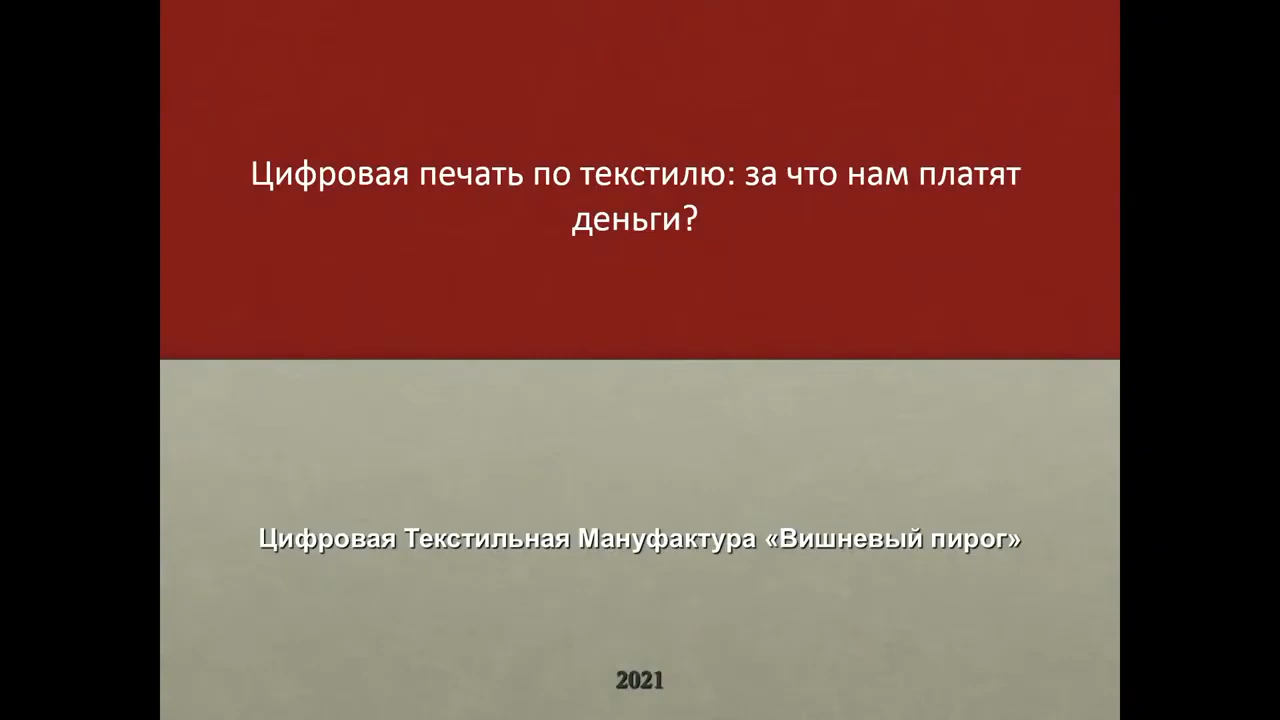 Цифровая печать по текстилю: за что нам платят
деньги?
Цифровая Текстильная Мануфактура «Вишневый пирог»
2021